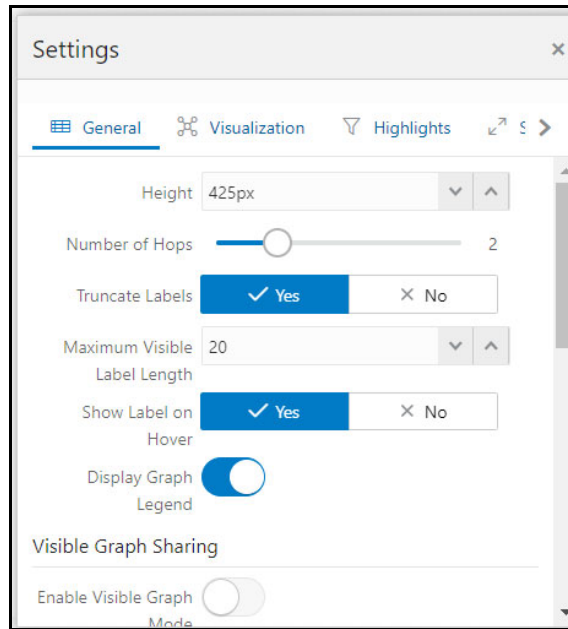 Settings
General Visualization Highlights S
Height 425px
Number of Hops 2
Truncate Labels Yes No
Maximum Visible 20
Label Length
Show Label on Yes No
Hover
Display Graph
Legend
Visible Graph Sharing
Enable Visible Graph
Mode